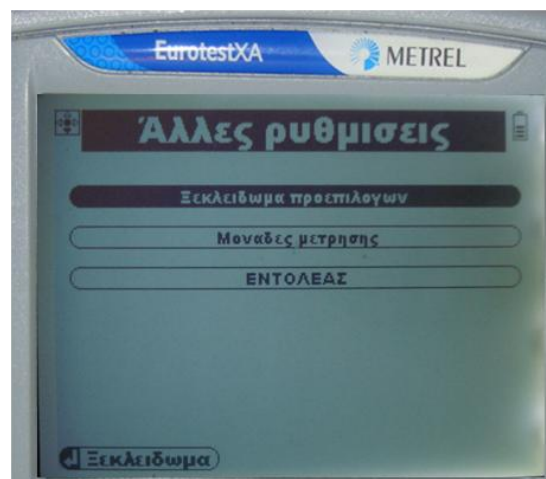 EurotestXA METREL
Άλλες ρυθμισεις
Ξεκλειδωμα προεπιλογων
Μοναδες μετρησης
ΕΝΤΟΛΕΑΣ
Ξεκλειδωμα